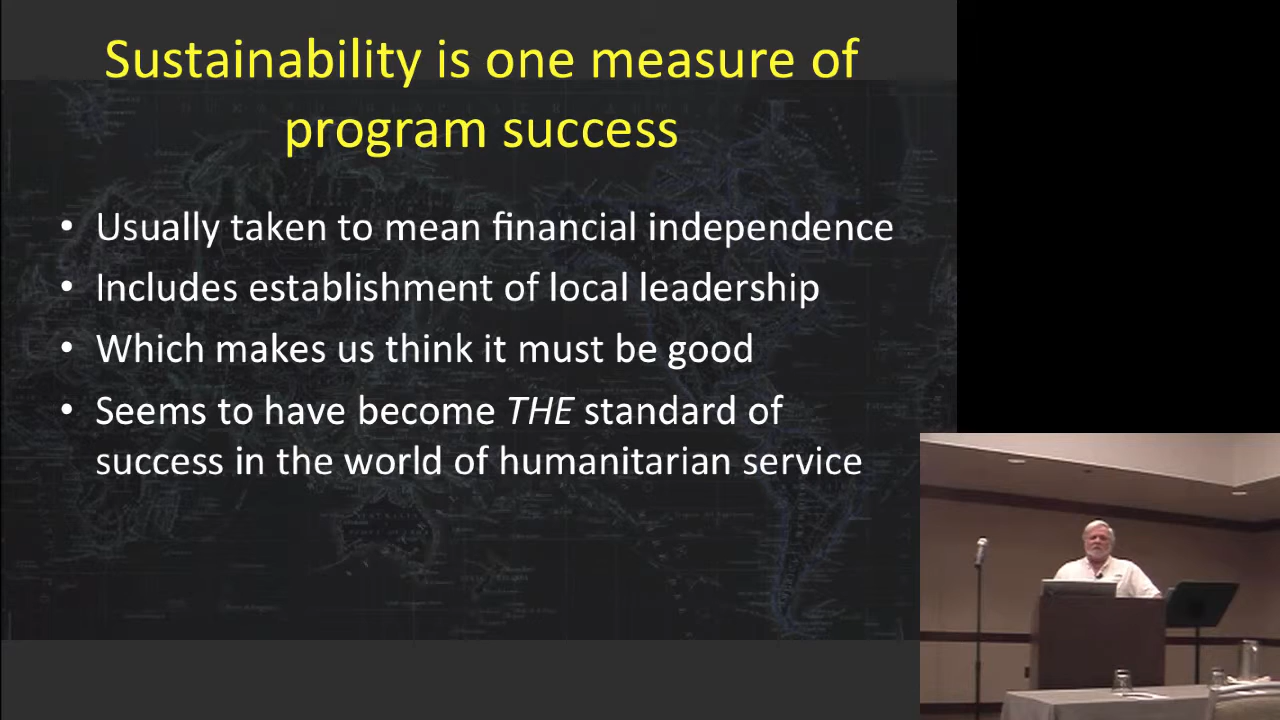 Sustainability is one measure of
program success
• Usually taken to mean financial independence
• Includes establishment of local leadership
• Which makes us think it must be good
• Seems to have become THE standard of
success in the world of humanitarian service